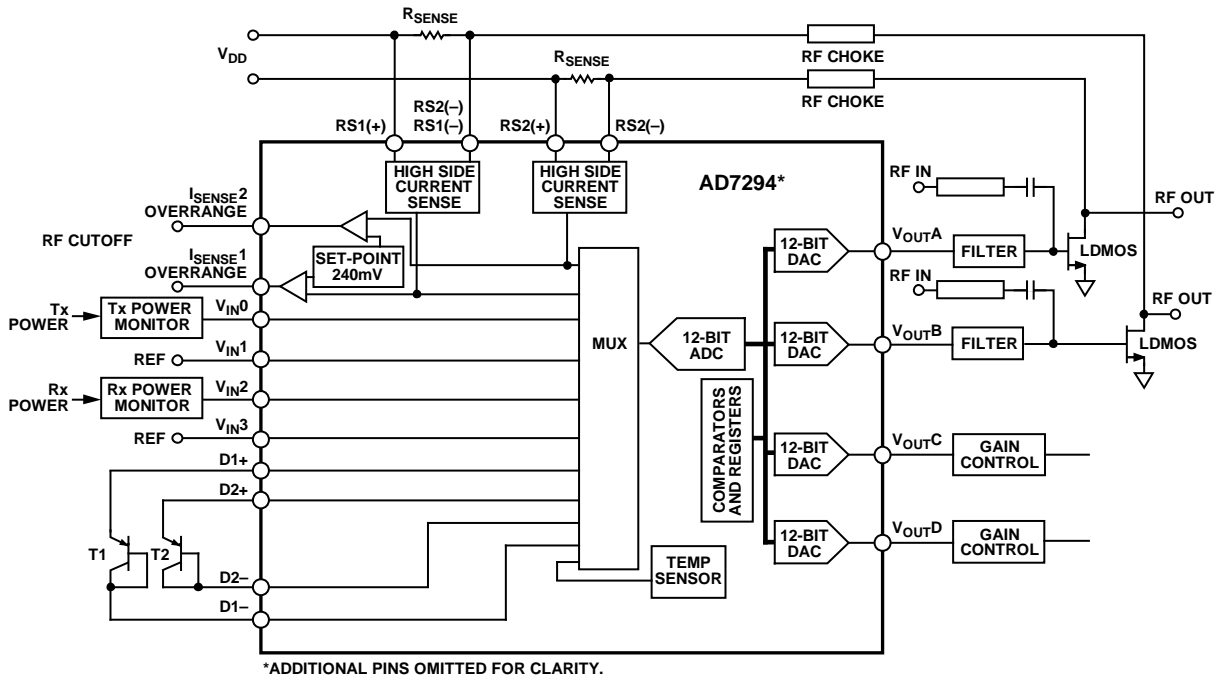 RSENSE
VDD
RF CHOKE
RSENSE
RF CHOKE
RS2(–)
RS1(+)
RS1(–)
RS2(+)
RS2(–)
HIGH SIDE
CURRENT
SENSE
HIGH SIDE
CURRENT
SENSE
AD7294*
RF IN
RF OUT
ISENSE2
OVERRANGE
RF CUTOFF
ISENSE1
OVERRANGE
SET-POINT
240mV
12-BIT
DAC
VOUTA
FILTER
LDMOS
RF IN
RF OUT
Tx
POWER
Tx POWER
MONITOR
VIN0
REF
VIN1
MUX
12-BIT
ADC
12-BIT
DAC
VOUTB
FILTER
LDMOS
Rx
POWER
Rx POWER
MONITOR
VIN2
REF
VIN3
COMPARATORS
AND REGISTERS
12-BIT
DAC
VOUTC
GAIN
CONTROL
D1+
D2+
T1
T2
12-BIT
DAC
VOUTD
GAIN
CONTROL
TEMP
SENSOR
D2–
D1–
*ADDITIONAL PINS OMITTED FOR CLARITY.